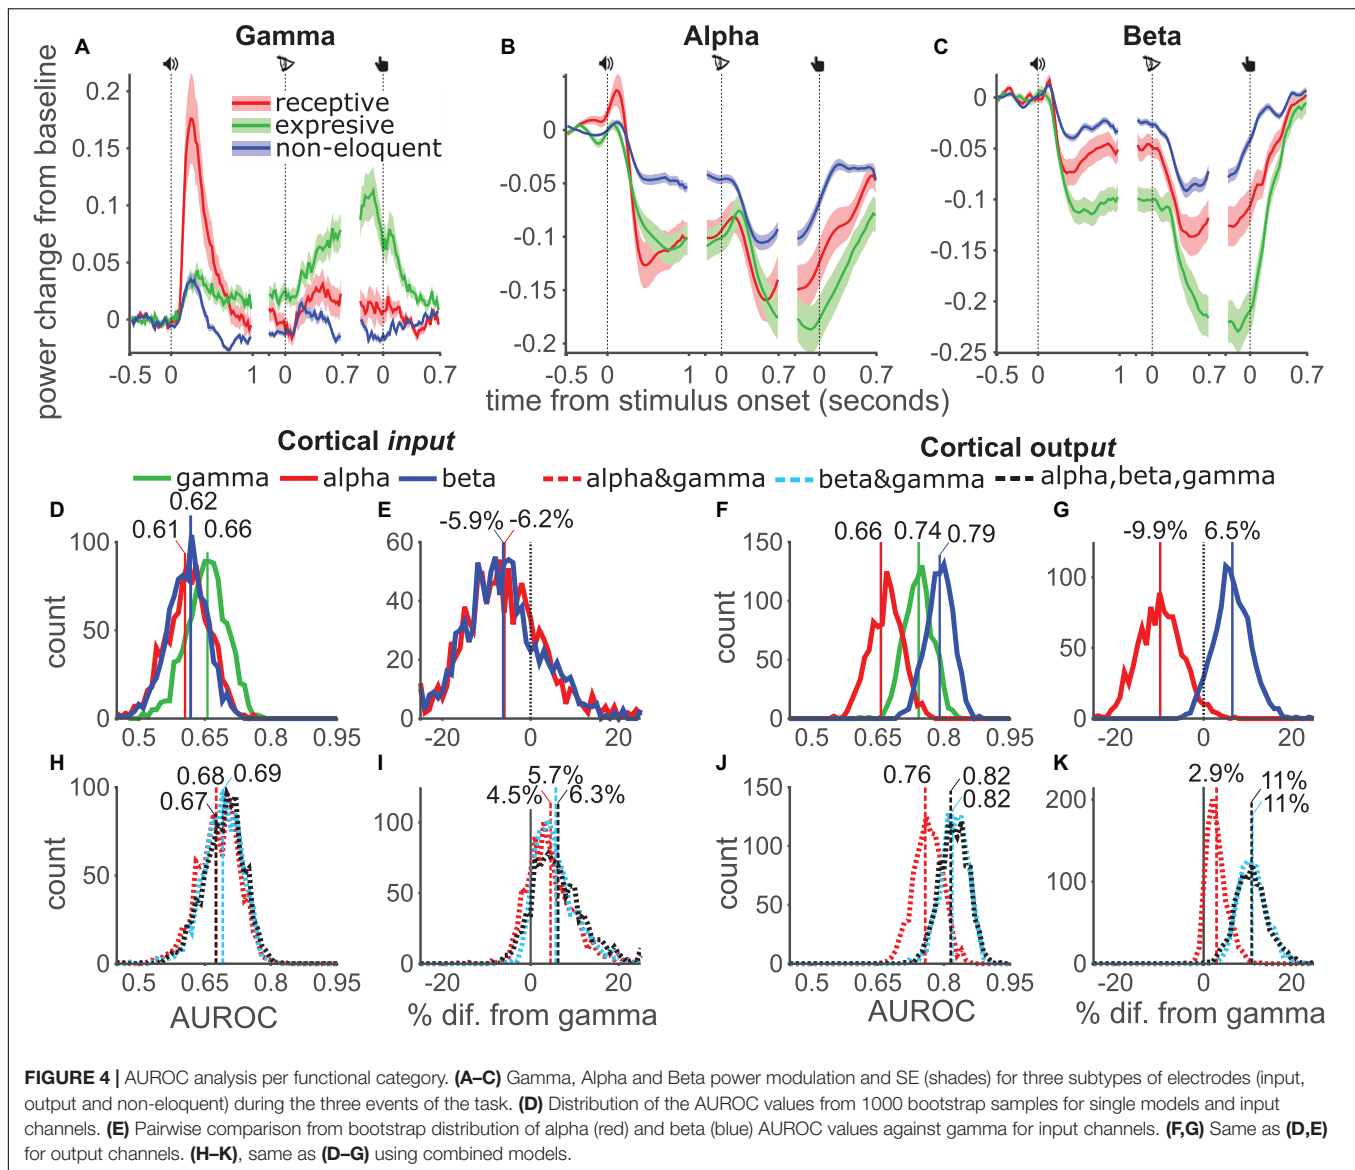 A Gamma
B Alpha
C Beta
power change from baseline
0.2
0.15
0.1
0.05
0
receptive
expresive
non-eloquent
-0.5 0 1 0 0.7 0 0.7
0
-0.05
-0.1
-0.15
-0.2
-0.5 0 1 0 0.7 0 0.7
0
-0.05
-0.1
-0.15
-0.2
-0.25
-0.5 0 1 0 0.7 0 0.7
time from stimulus onset (seconds)
Cortical input
Cortical output
gamma alpha beta alpha&gamma beta&gamma alpha,beta,gamma
D
0.62
0.61 0.66
count
100
50
0
0.5 0.65 0.8 0.95
E
-5.9% -6.2%
60
40
20
0
-20 0 20
F
0.66 0.74 0.79
count
150
100
50
0
0.5 0.65 0.8 0.95
G
-9.9% 6.5%
100
50
0
-20 0 20
H
0.68 0.69
0.67
count
100
50
0
0.5 0.65 0.8 0.95
AUROC
I
5.7%
4.5% 6.3%
100
50
0
-20 0 20
% dif. from gamma
J
0.76 0.82
0.82
count
150
100
50
0
0.5 0.65 0.8 0.95
AUROC
K
2.9% 11%
11%
200
100
0
-20 0 20
% dif. from gamma
FIGURE 4 | AUROC analysis per functional category. (A–C) Gamma, Alpha and Beta power modulation and SE (shades) for three subtypes of electrodes (input,
output and non-eloquent) during the three events of the task. (D) Distribution of the AUROC values from 1000 bootstrap samples for single models and input
channels. (E) Pairwise comparison from bootstrap distribution of alpha (red) and beta (blue) AUROC values against gamma for input channels. (F,G) Same as (D,E)
for output channels. (H–K), same as (D–G) using combined models.